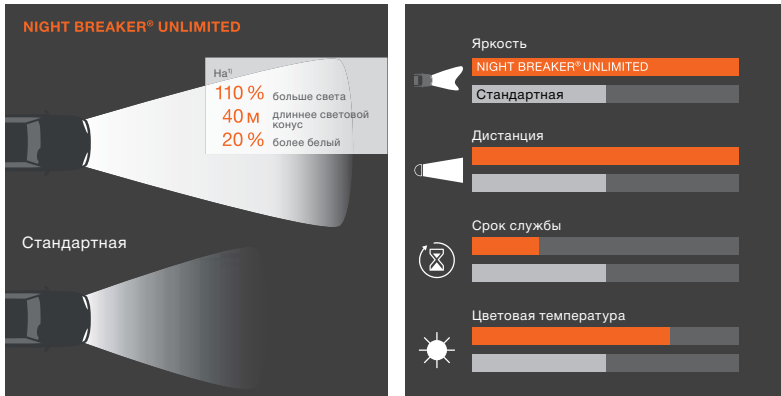 NIGHT BREAKER® UNLIMITED
На¹⁾
110 % больше света
40 м длиннее световой
конус
20 % более белый
Стандартная
Яркость
NIGHT BREAKER® UNLIMITED
Стандартная
Дистанция
Срок службы
Цветовая температура